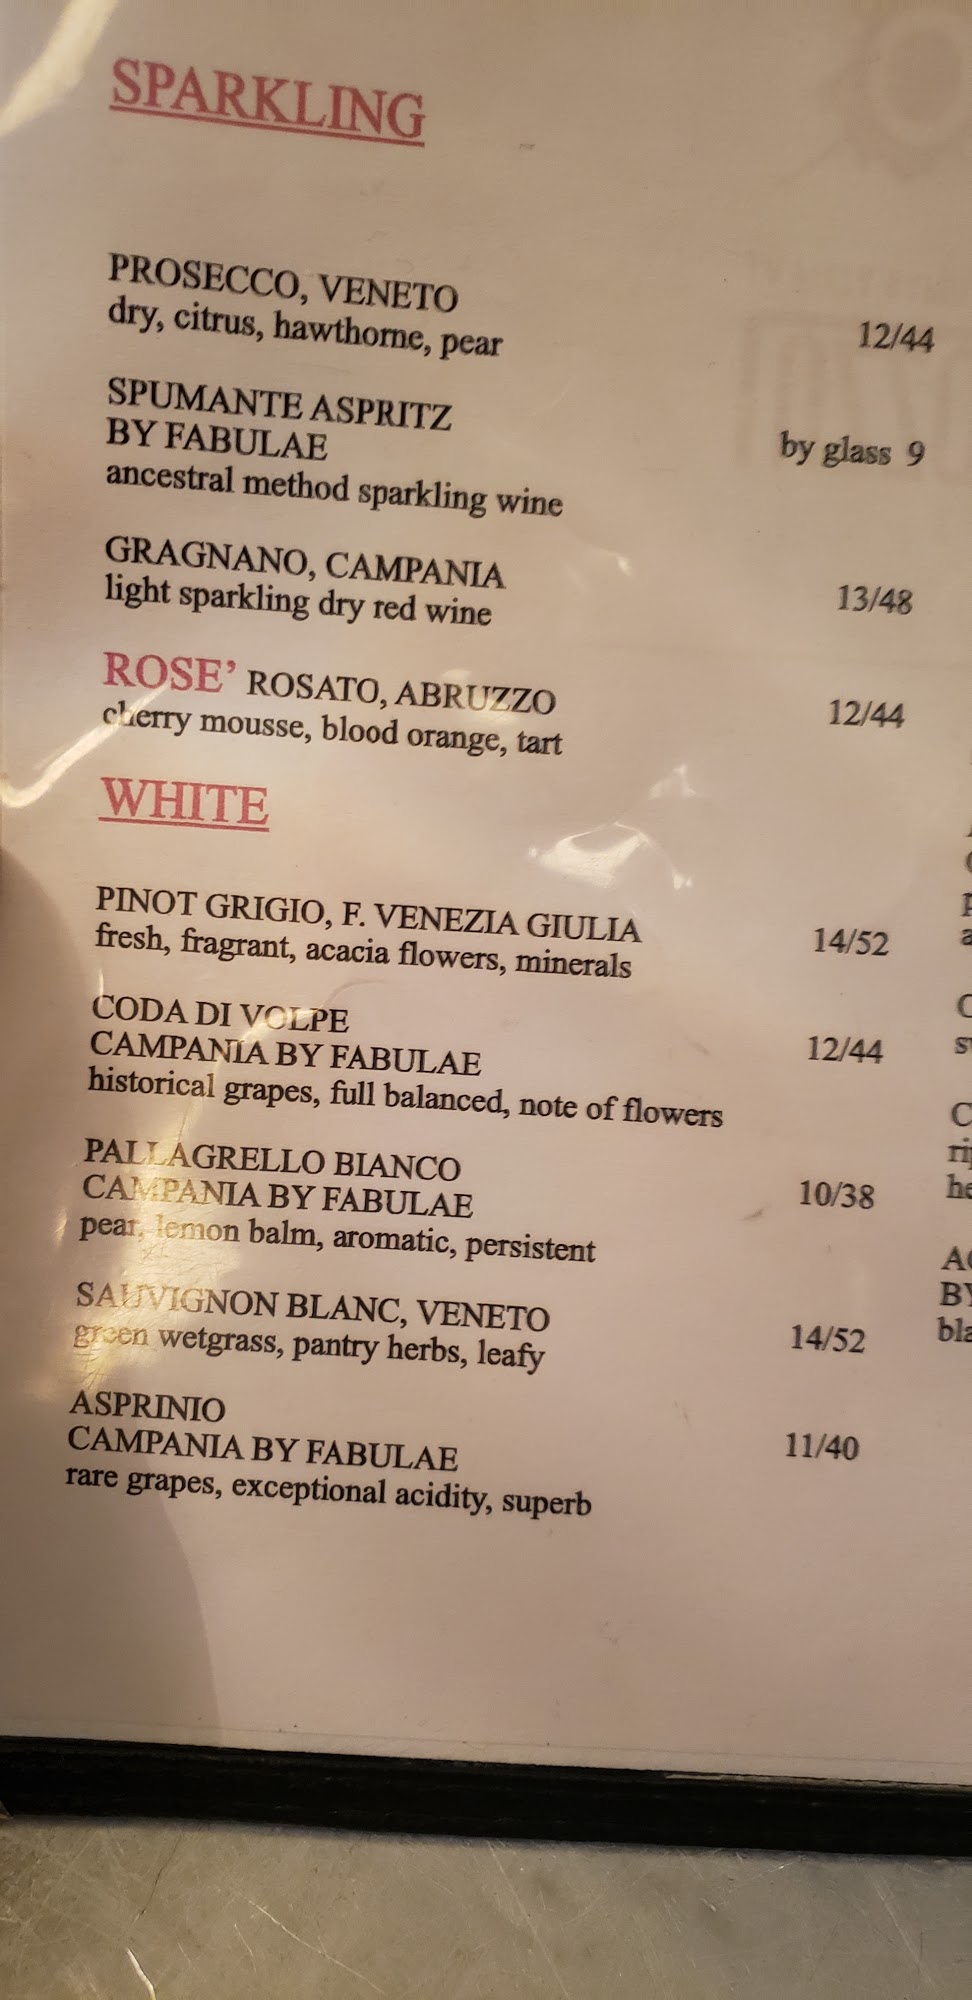 SPARKLING
PROSECCO, VENETO
dry, citrus, hawthorne, pear 12/44
SPUMANTE ASPRITZ
BY FABULAE by glass 9
ancestral method sparkling wine
GRAGNANO, CAMPANIA
light sparkling dry red wine 13/48
ROSE' ROSATO, ABRUZZO 12/44
cherry mousse, blood orange, tart
WHITE
PINOT GRIGIO, F. VENEZIA GIULIA 14/52
fresh, fragrant, acacia flowers, minerals
CODA DI VOLPE
CAMPANIA BY FABULAE 12/44
historical grapes, full balanced, note of flowers
PALLAGRELLO BIANCO
CAMPANIA BY FABULAE 10/38
pear, lemon balm, aromatic, persistent
SAUVIGNON BLANC, VENETO 14/52
green wetgrass, pantry herbs, leafy
ASPRINIO
CAMPANIA BY FABULAE 11/40
rare grapes, exceptional acidity, superb